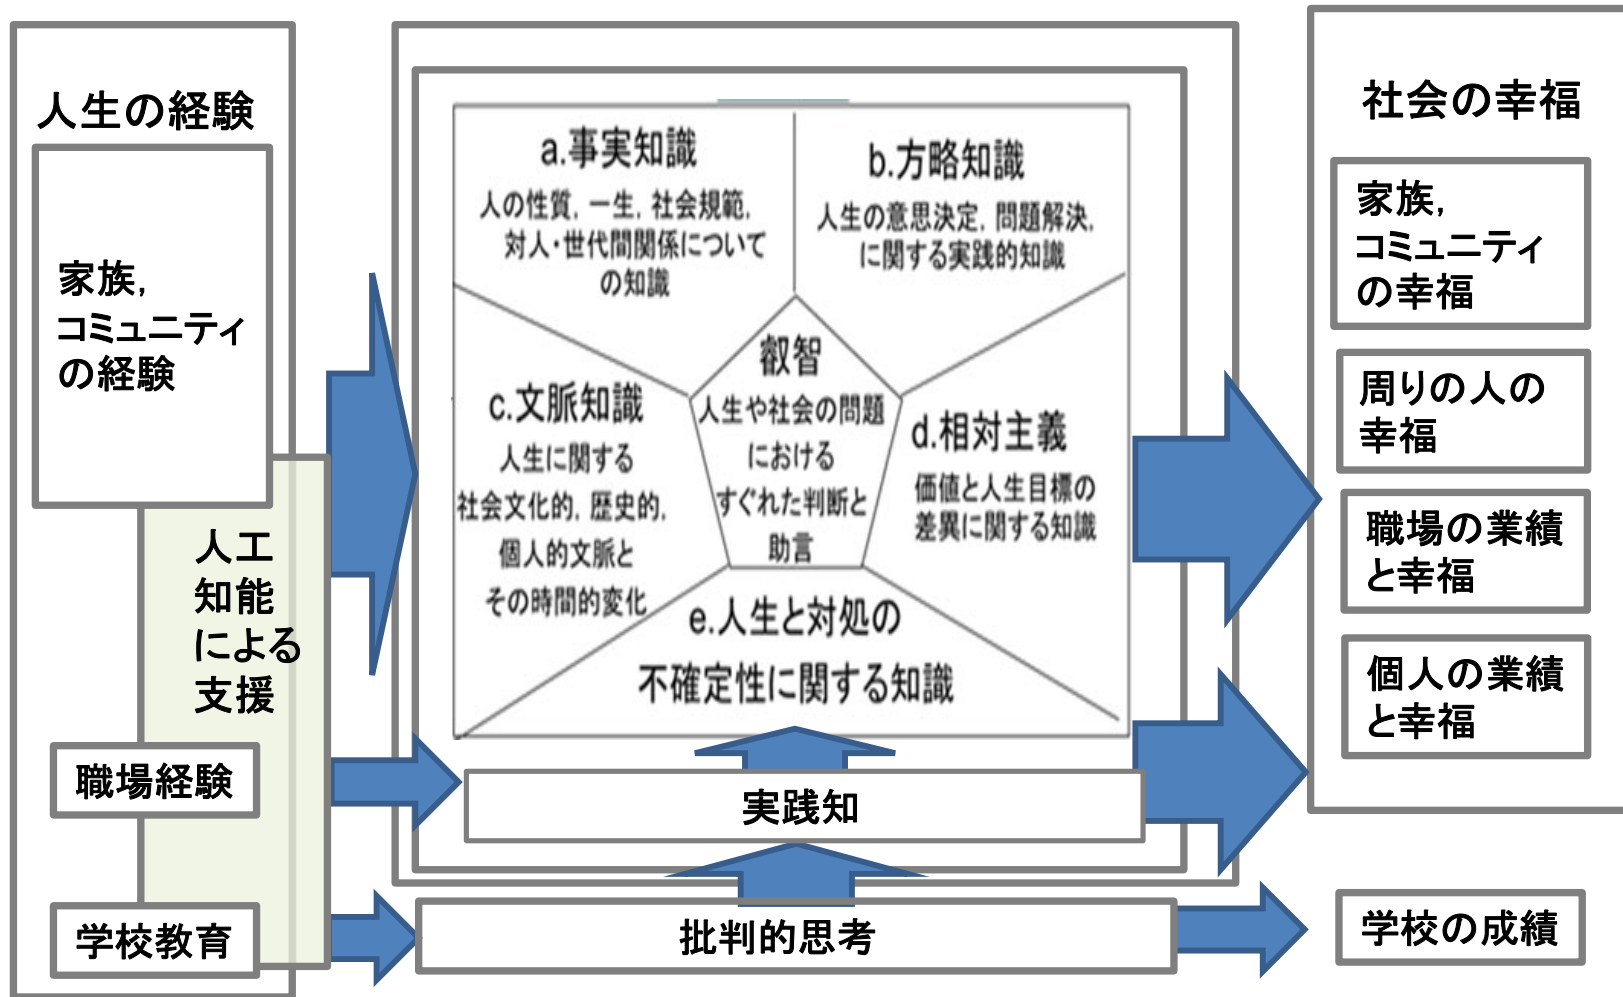 人生の経験
家族,
コミュニティ
の経験
人工
知能
による
支援
職場経験
学校教育
a.事実知識
人の性質, 一生, 社会規範,
対人・世代間関係について
の知識
b.方略知識
人生の意思決定, 問題解決,
に関する実践的知識
c.文脈知識
人生に関する
社会文化的, 歴史的,
個人的文脈と
その時間的変化
叡智
人生や社会の問題
における
すぐれた判断と
助言
d.相対主義
価値と人生目標の
差異に関する知識
e.人生と対処の
不確定性に関する知識
実践知
批判的思考
社会の幸福
家族,
コミュニティ
の幸福
周りの人の
幸福
職場の業績
と幸福
個人の業績
と幸福
学校の成績